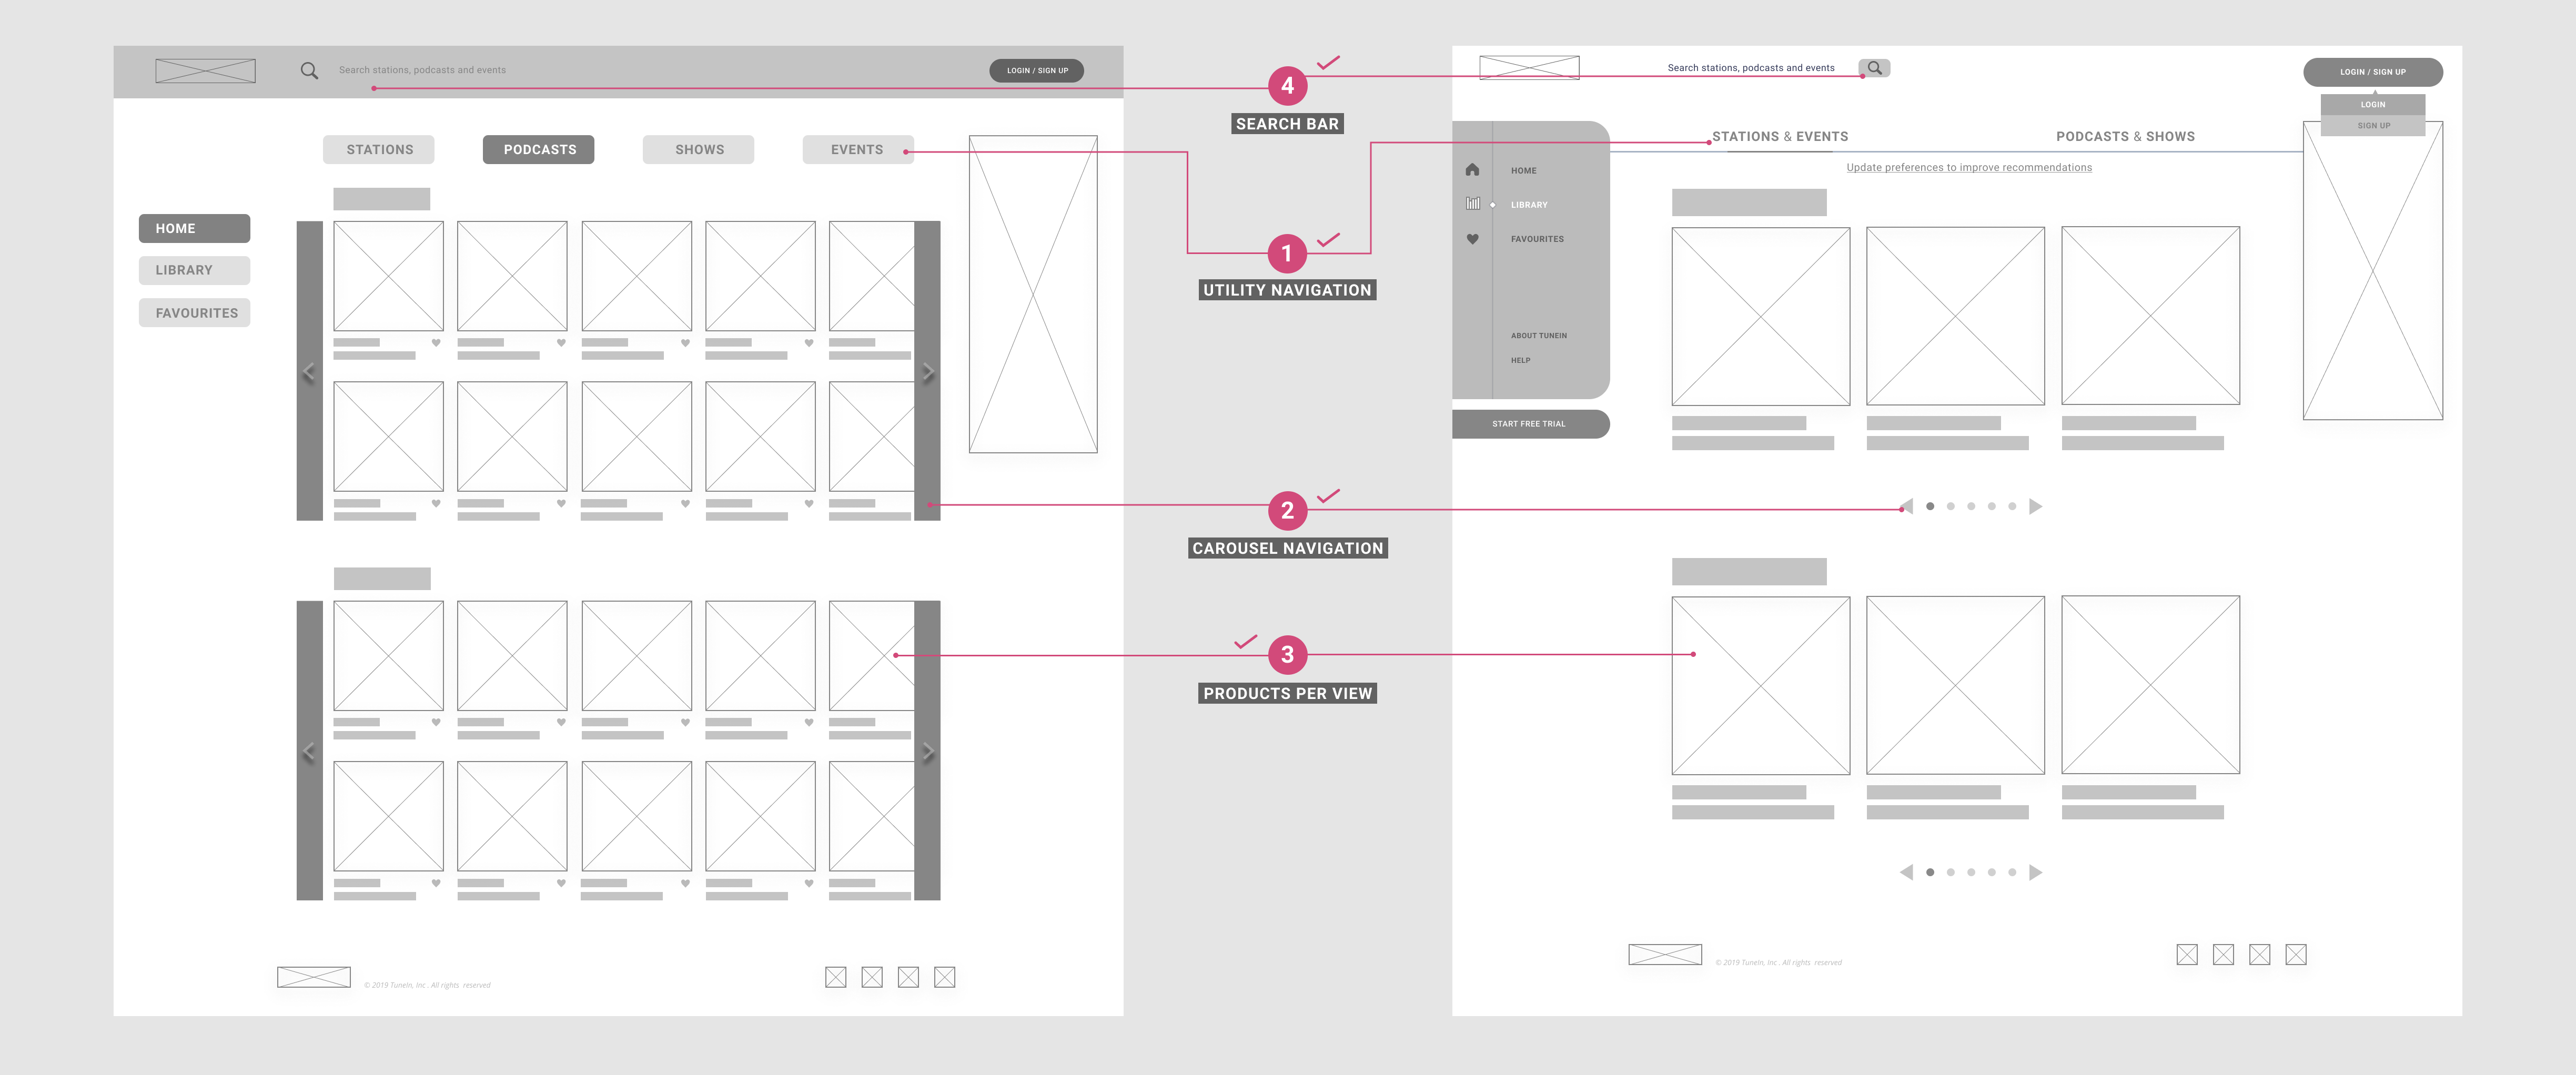 Search stations, podcasts and events
LOGIN / SIGN UP
STATIONS
PODCASTS
SHOWS
EVENTS
HOME
LIBRARY
FAVOURITES
© 2019 TuneIn, Inc . All rights reserved
4
SEARCH BAR
1
UTILITY NAVIGATION
2
CAROUSEL NAVIGATION
3
PRODUCTS PER VIEW
Search stations, podcasts and events
LOGIN / SIGN UP
LOGIN
SIGN UP
STATIONS & EVENTS
PODCASTS & SHOWS
Update preferences to improve recommendations
HOME
LIBRARY
FAVOURITES
ABOUT TUNEIN
HELP
START FREE TRIAL
© 2019 TuneIn, Inc . All rights reserved